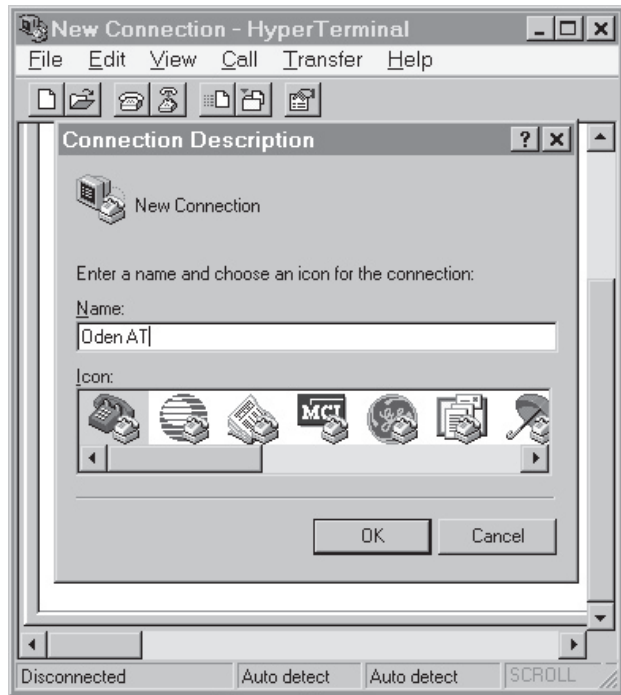 New Connection - HyperTerminal
File Edit View Call Transfer Help
Connection Description
New Connection
Enter a name and choose an icon for the connection:
Name:
Oden AT
Icon:
MCI
OK Cancel
Disconnected Auto detect Auto detect SCROLL